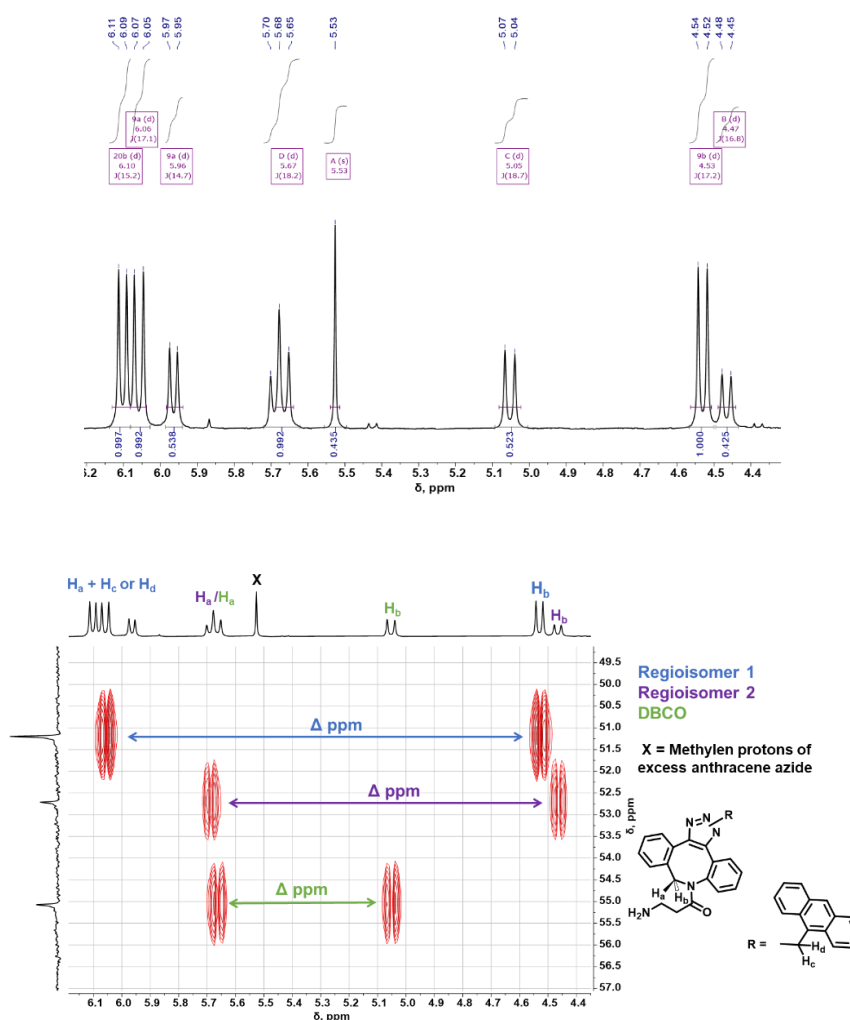 6.11 6.09 6.07 6.05 5.97 5.95 5.70 5.68 5.65 5.53 5.07 5.04 4.54 4.52 4.48 4.45
9a (d)
6.06
J(17.1)
B (d)
4.47
J(16.8)
20b (d)
6.10
J(15.2)
9a (d)
5.96
J(14.7)
D (d)
5.67
J(18.2)
A (s)
5.53
C (d)
5.05
J(18.7)
9b (d)
4.53
J(17.2)
0.997 0.992 0.538 0.992 0.435 0.523 1.000 0.425
6.1 6.0 5.9 5.8 5.7 5.6 5.5 5.4 5.3 5.2 5.1 5.0 4.9 4.8 4.7 4.6 4.5 4.4
δ, ppm
Ha + Hc or Hd
Ha /Ha
X
Hb
Hb
Hb
Δ ppm
Δ ppm
Δ ppm
49.5
50.0
50.5
51.0
51.5
52.0
52.5
53.0
53.5
54.0
54.5
55.0
55.5
56.0
56.5
57.0
δ, ppm
6.1 6.0 5.9 5.8 5.7 5.6 5.5 5.4 5.3 5.2 5.1 5.0 4.9 4.8 4.7 4.6 4.5 4.4
δ, ppm
Regioisomer 1
Regioisomer 2
DBCO
X = Methylen protons of
excess anthracene azide
R
N N
N
N
Ha Hb
H2N
O
R =
Hd
Hc